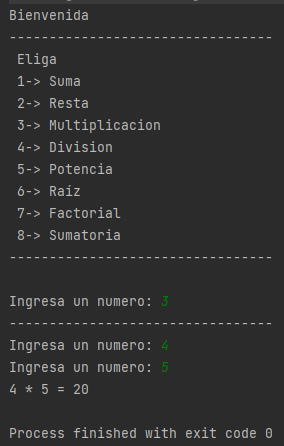 Bienvenida
---------------------------------
Eliga
1-> Suma
2-> Resta
3-> Multiplicacion
4-> Division
5-> Potencia
6-> Raíz
7-> Factorial
8-> Sumatoria
---------------------------------
Ingresa un numero: 3
---------------------------------
Ingresa un numero: 4
Ingresa un numero: 5
4 * 5 = 20
Process finished with exit code 0